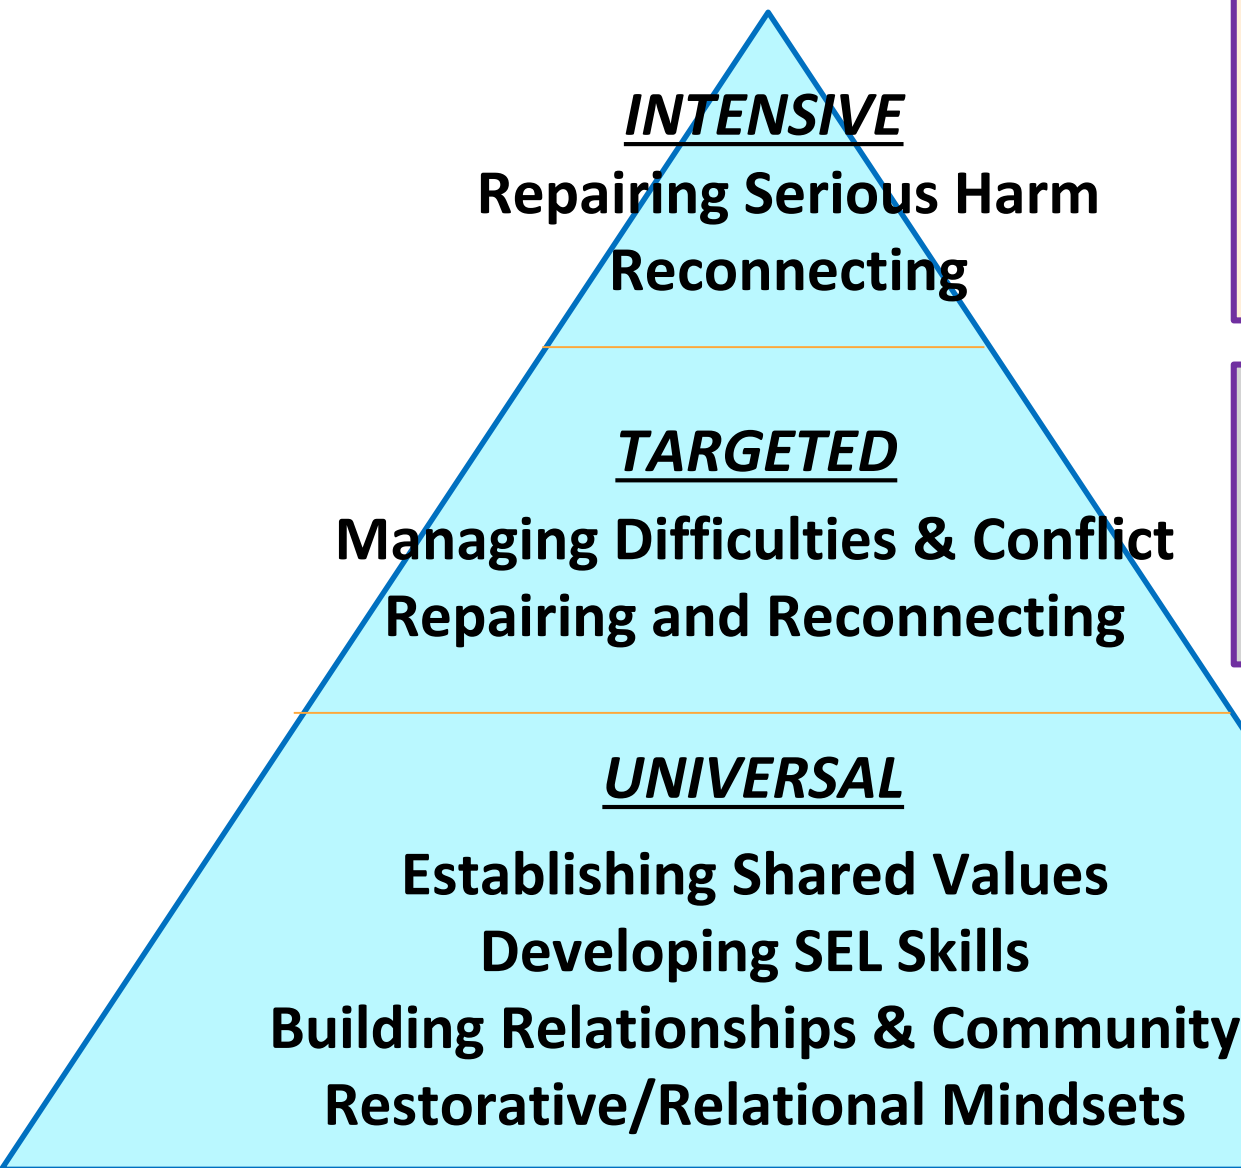 INTENSIVE
Repairing Serious Harm
Reconnecting
TARGETED
Managing Difficulties & Conflict
Repairing and Reconnecting
UNIVERSAL
Establishing Shared Values
Developing SEL Skills
Building Relationships & Community
Restorative/Relational Mindsets